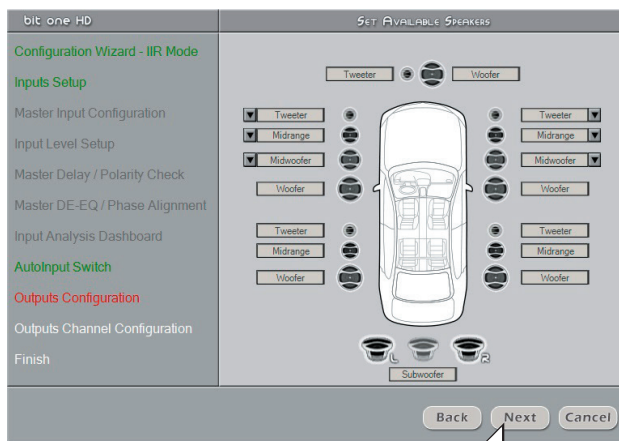 bit one HD
Set Available Speakers
Configuration Wizard - IIR Mode
Inputs Setup
Master Input Configuration
Input Level Setup
Master Delay / Polarity Check
Master DE-EQ / Phase Alignment
Input Analysis Dashboard
AutoInput Switch
Outputs Configuration
Outputs Channel Configuration
Finish
Tweeter Woofer
Tweeter Tweeter
Midrange Midrange
Midwoofer Midwoofer
Woofer Woofer
Tweeter Tweeter
Midrange Midrange
Woofer Woofer
L R
Subwoofer
Back Next Cancel